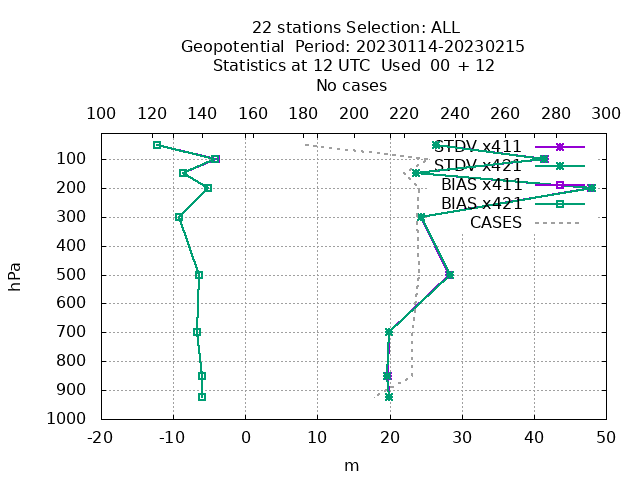 22 stations Selection: ALL
Geopotential  Period: 20230114-20230215
Statistics at 12 UTC  Used  00 + 12
No cases
100 120 140 160 180 200 220 240 260 280 300
STDV x411
STDV x421
BIAS x411
BIAS x421
CASES
hPa
100
200
300
400
500
600
700
800
900
1000
-20 -10 0 10 20 30 40 50
m